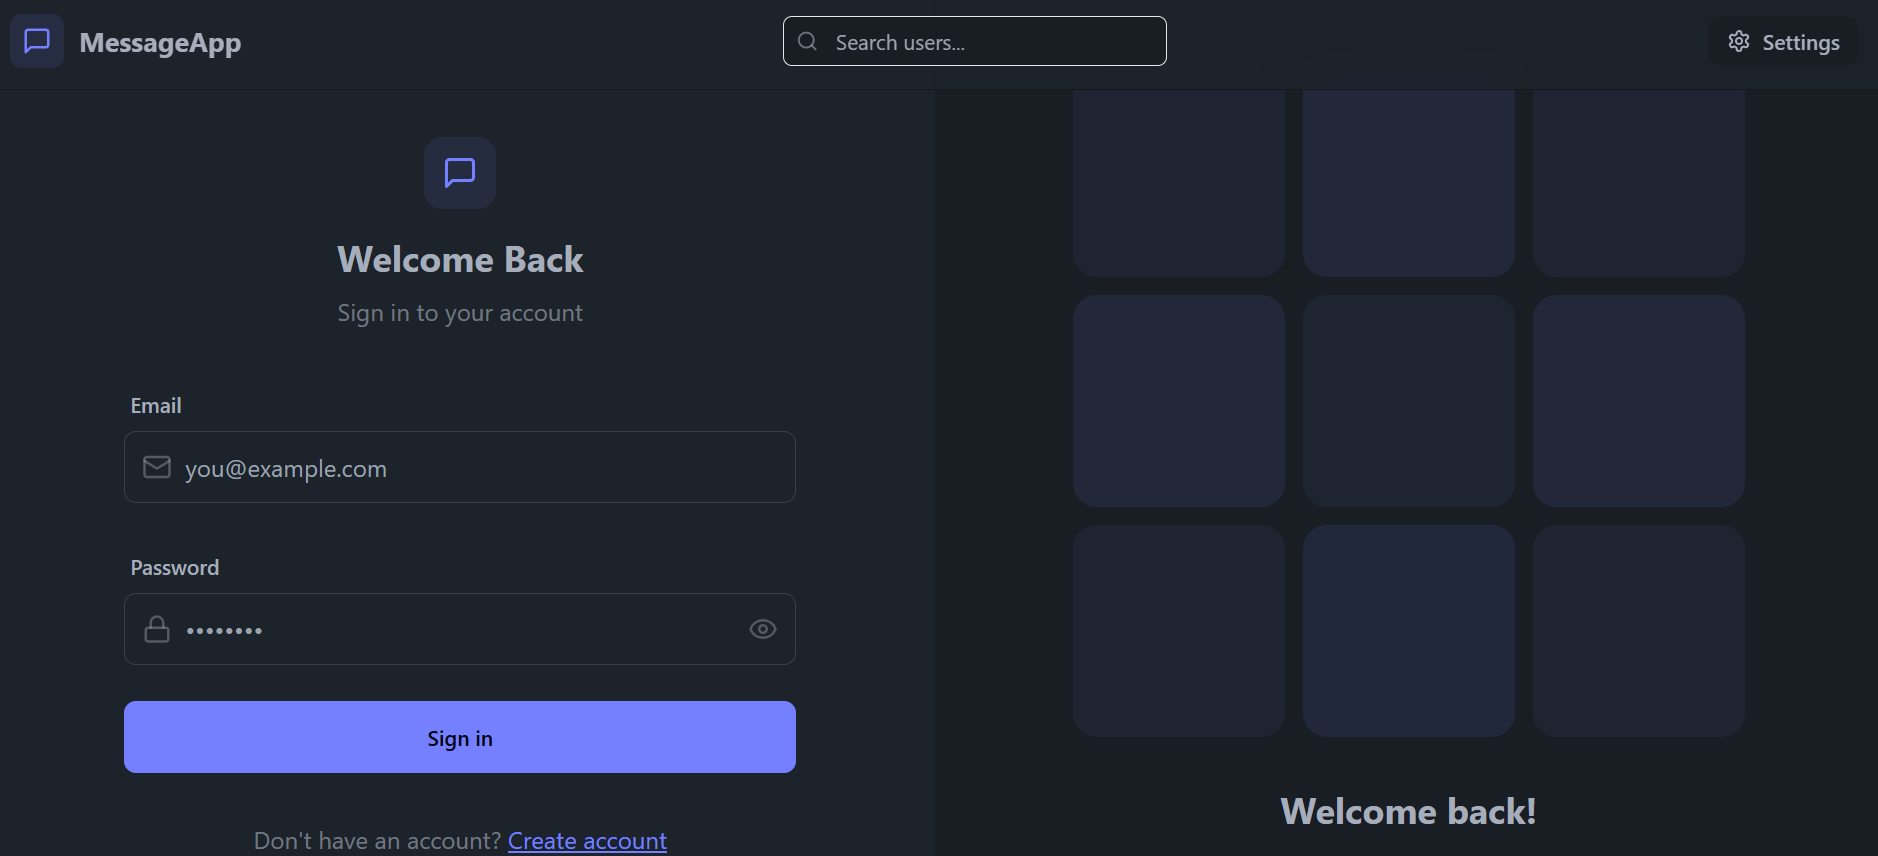 MessageApp
Search users...
Settings
Welcome Back
Sign in to your account
Email
you@example.com
Password
••••••••
Sign in
Don't have an account? Create account
Welcome back!